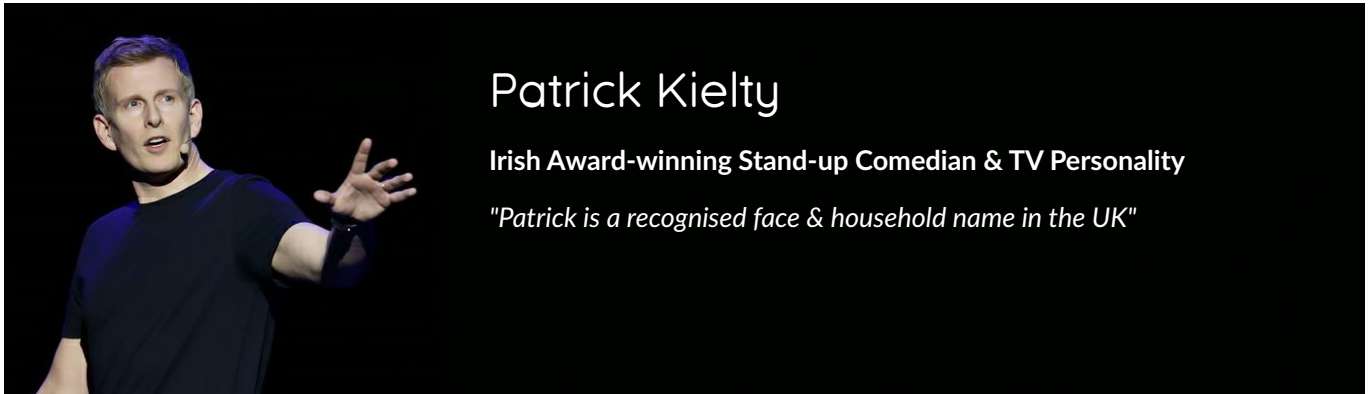 Patrick Kielty
Irish Award-winning Stand-up Comedian & TV Personality
"Patrick is a recognised face & household name in the UK"